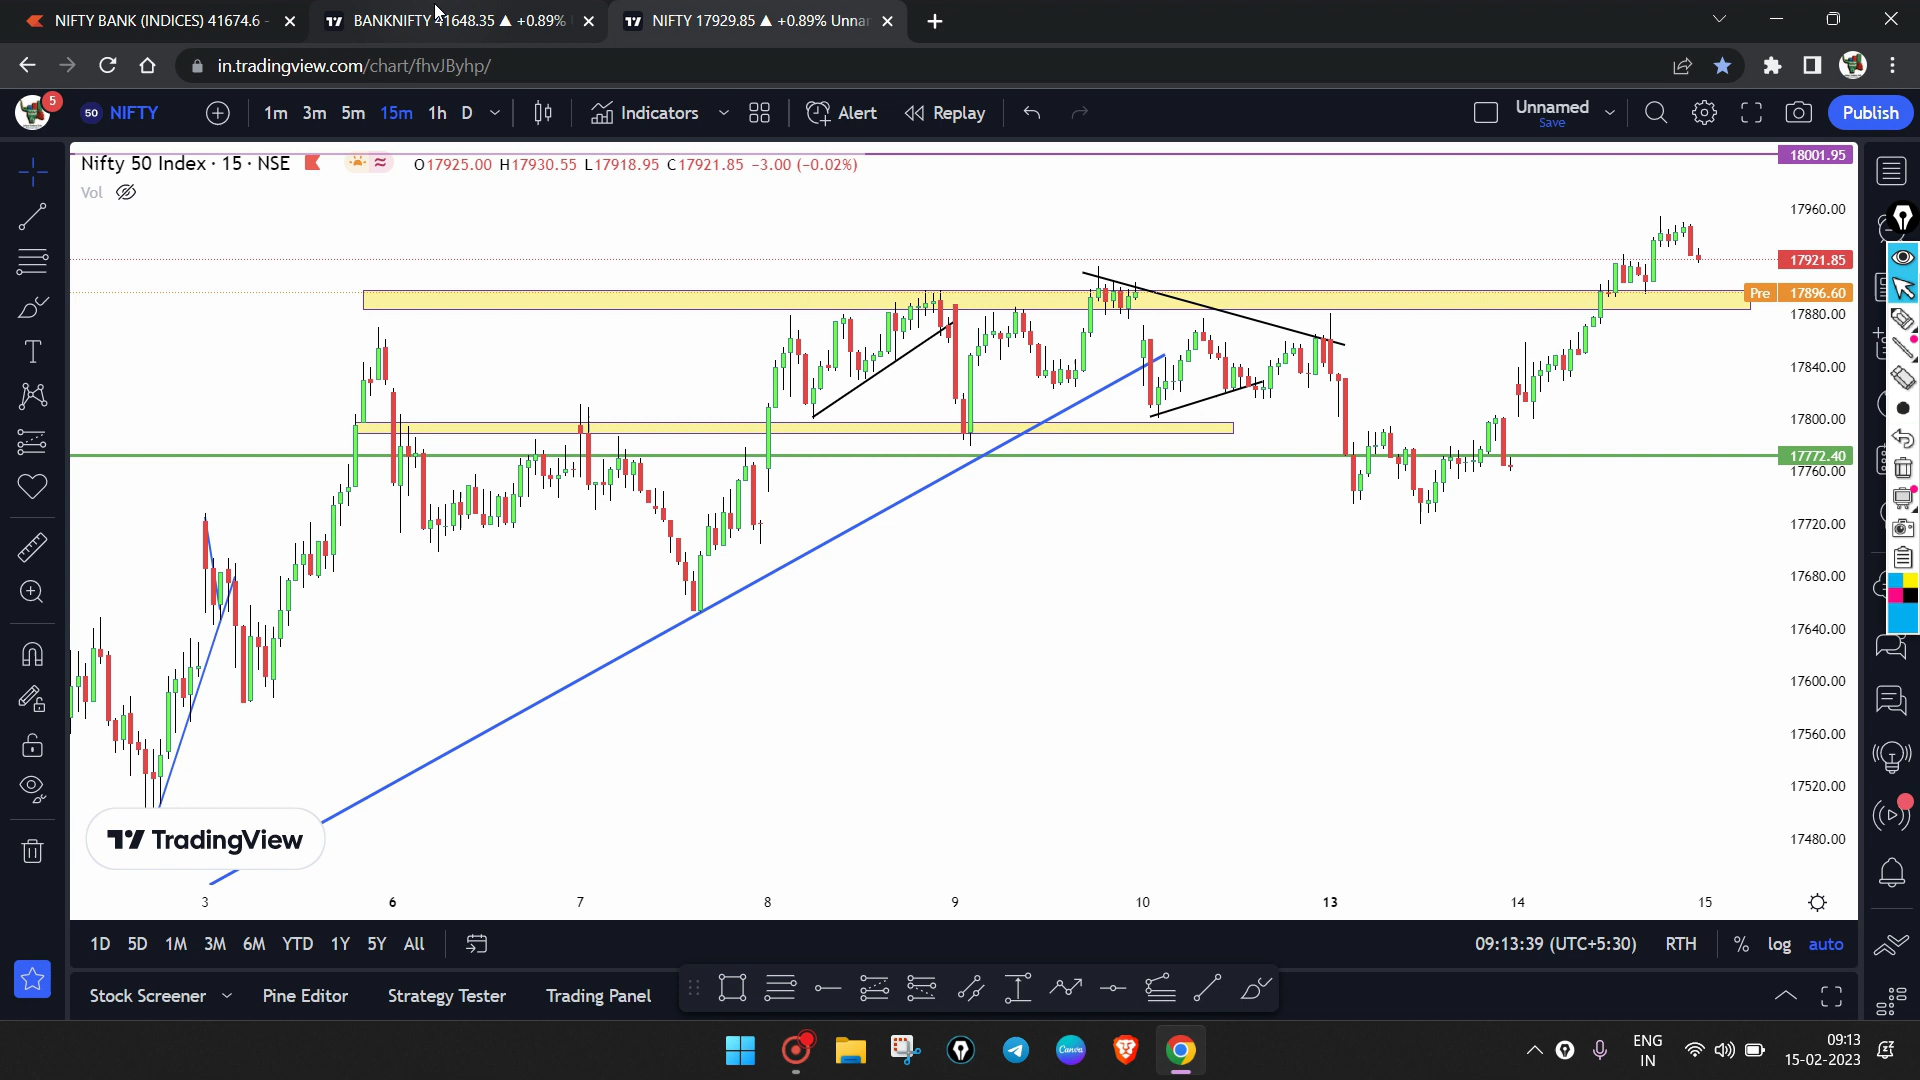 NIFTY BANK (INDICES) 41674.6 -
BANKNIFTY 41648.35 ▲ +0.89%
NIFTY 17929.85 ▲ +0.89% Unna
in.tradingview.com/chart/fhvJByhp/
5
50 NIFTY
1m 3m 5m 15m 1h D
Indicators
Alert
Replay
Unnamed
Save
Publish
Nifty 50 Index · 15 · NSE
O17925.00 H17930.55 L17918.95 C17921.85 −3.00 (−0.02%)
Vol
18001.95
17960.00
17921.85
Pre 17896.60
17880.00
17840.00
17800.00
17772.40
17760.00
17720.00
17680.00
17640.00
17600.00
17560.00
17520.00
17480.00
TradingView
3 6 7 8 9 10 13 14 15
1D 5D 1M 3M 6M YTD 1Y 5Y All
09:13:39 (UTC+5:30) RTH % log auto
Stock Screener Pine Editor Strategy Tester Trading Panel
Canva
ENG
IN
09:13
15-02-2023